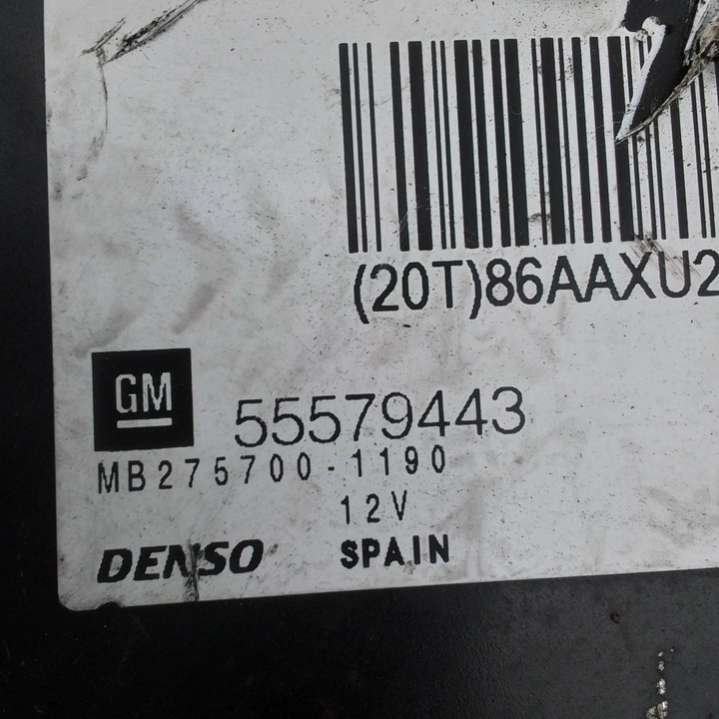 (20T)86AAXU2
GM 55579443
MB275700-1190
12V
DENSO SPAIN